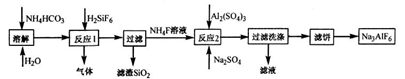 NH4HCO3 H2SiF6 Al2(SO4)3
溶解 反应1 过滤 NH4F溶液 反应2 过滤洗涤 滤饼 Na3AlF6
H2O 气体 滤渣SiO2 Na2SO4 滤液